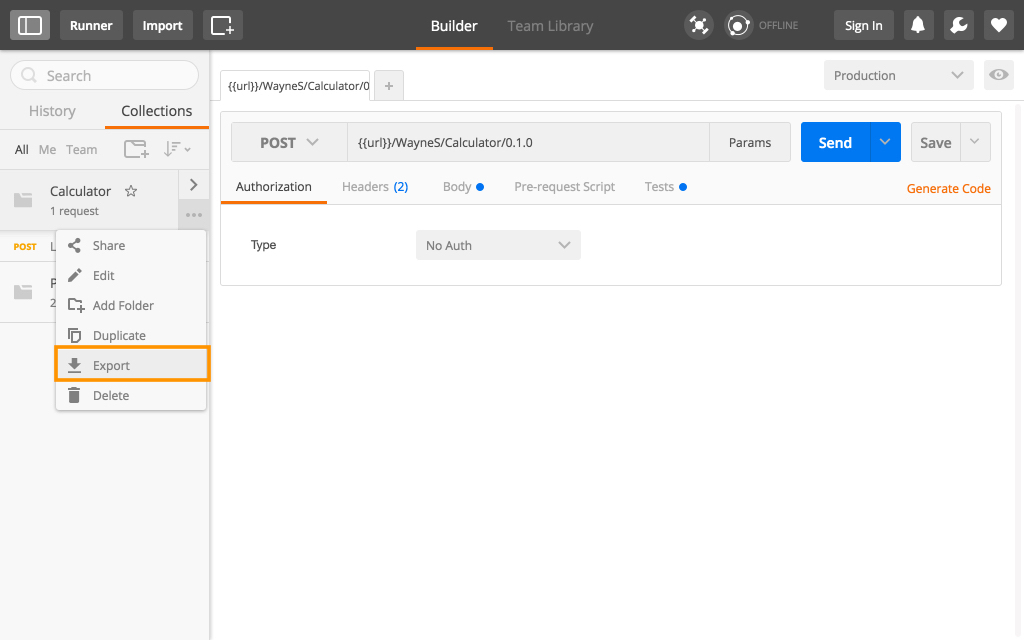 Runner Import Builder Team Library OFFLINE Sign In
Search
{{url}}/WayneS/Calculator/0 + Production
History Collections
All Me Team
POST {{url}}/WayneS/Calculator/0.1.0 Params Send Save
Calculator
1 request
Authorization Headers (2) Body Pre-request Script Tests Generate Code
POST L
Share
Type No Auth
Edit
P
2
Add Folder
Duplicate
Export
Delete